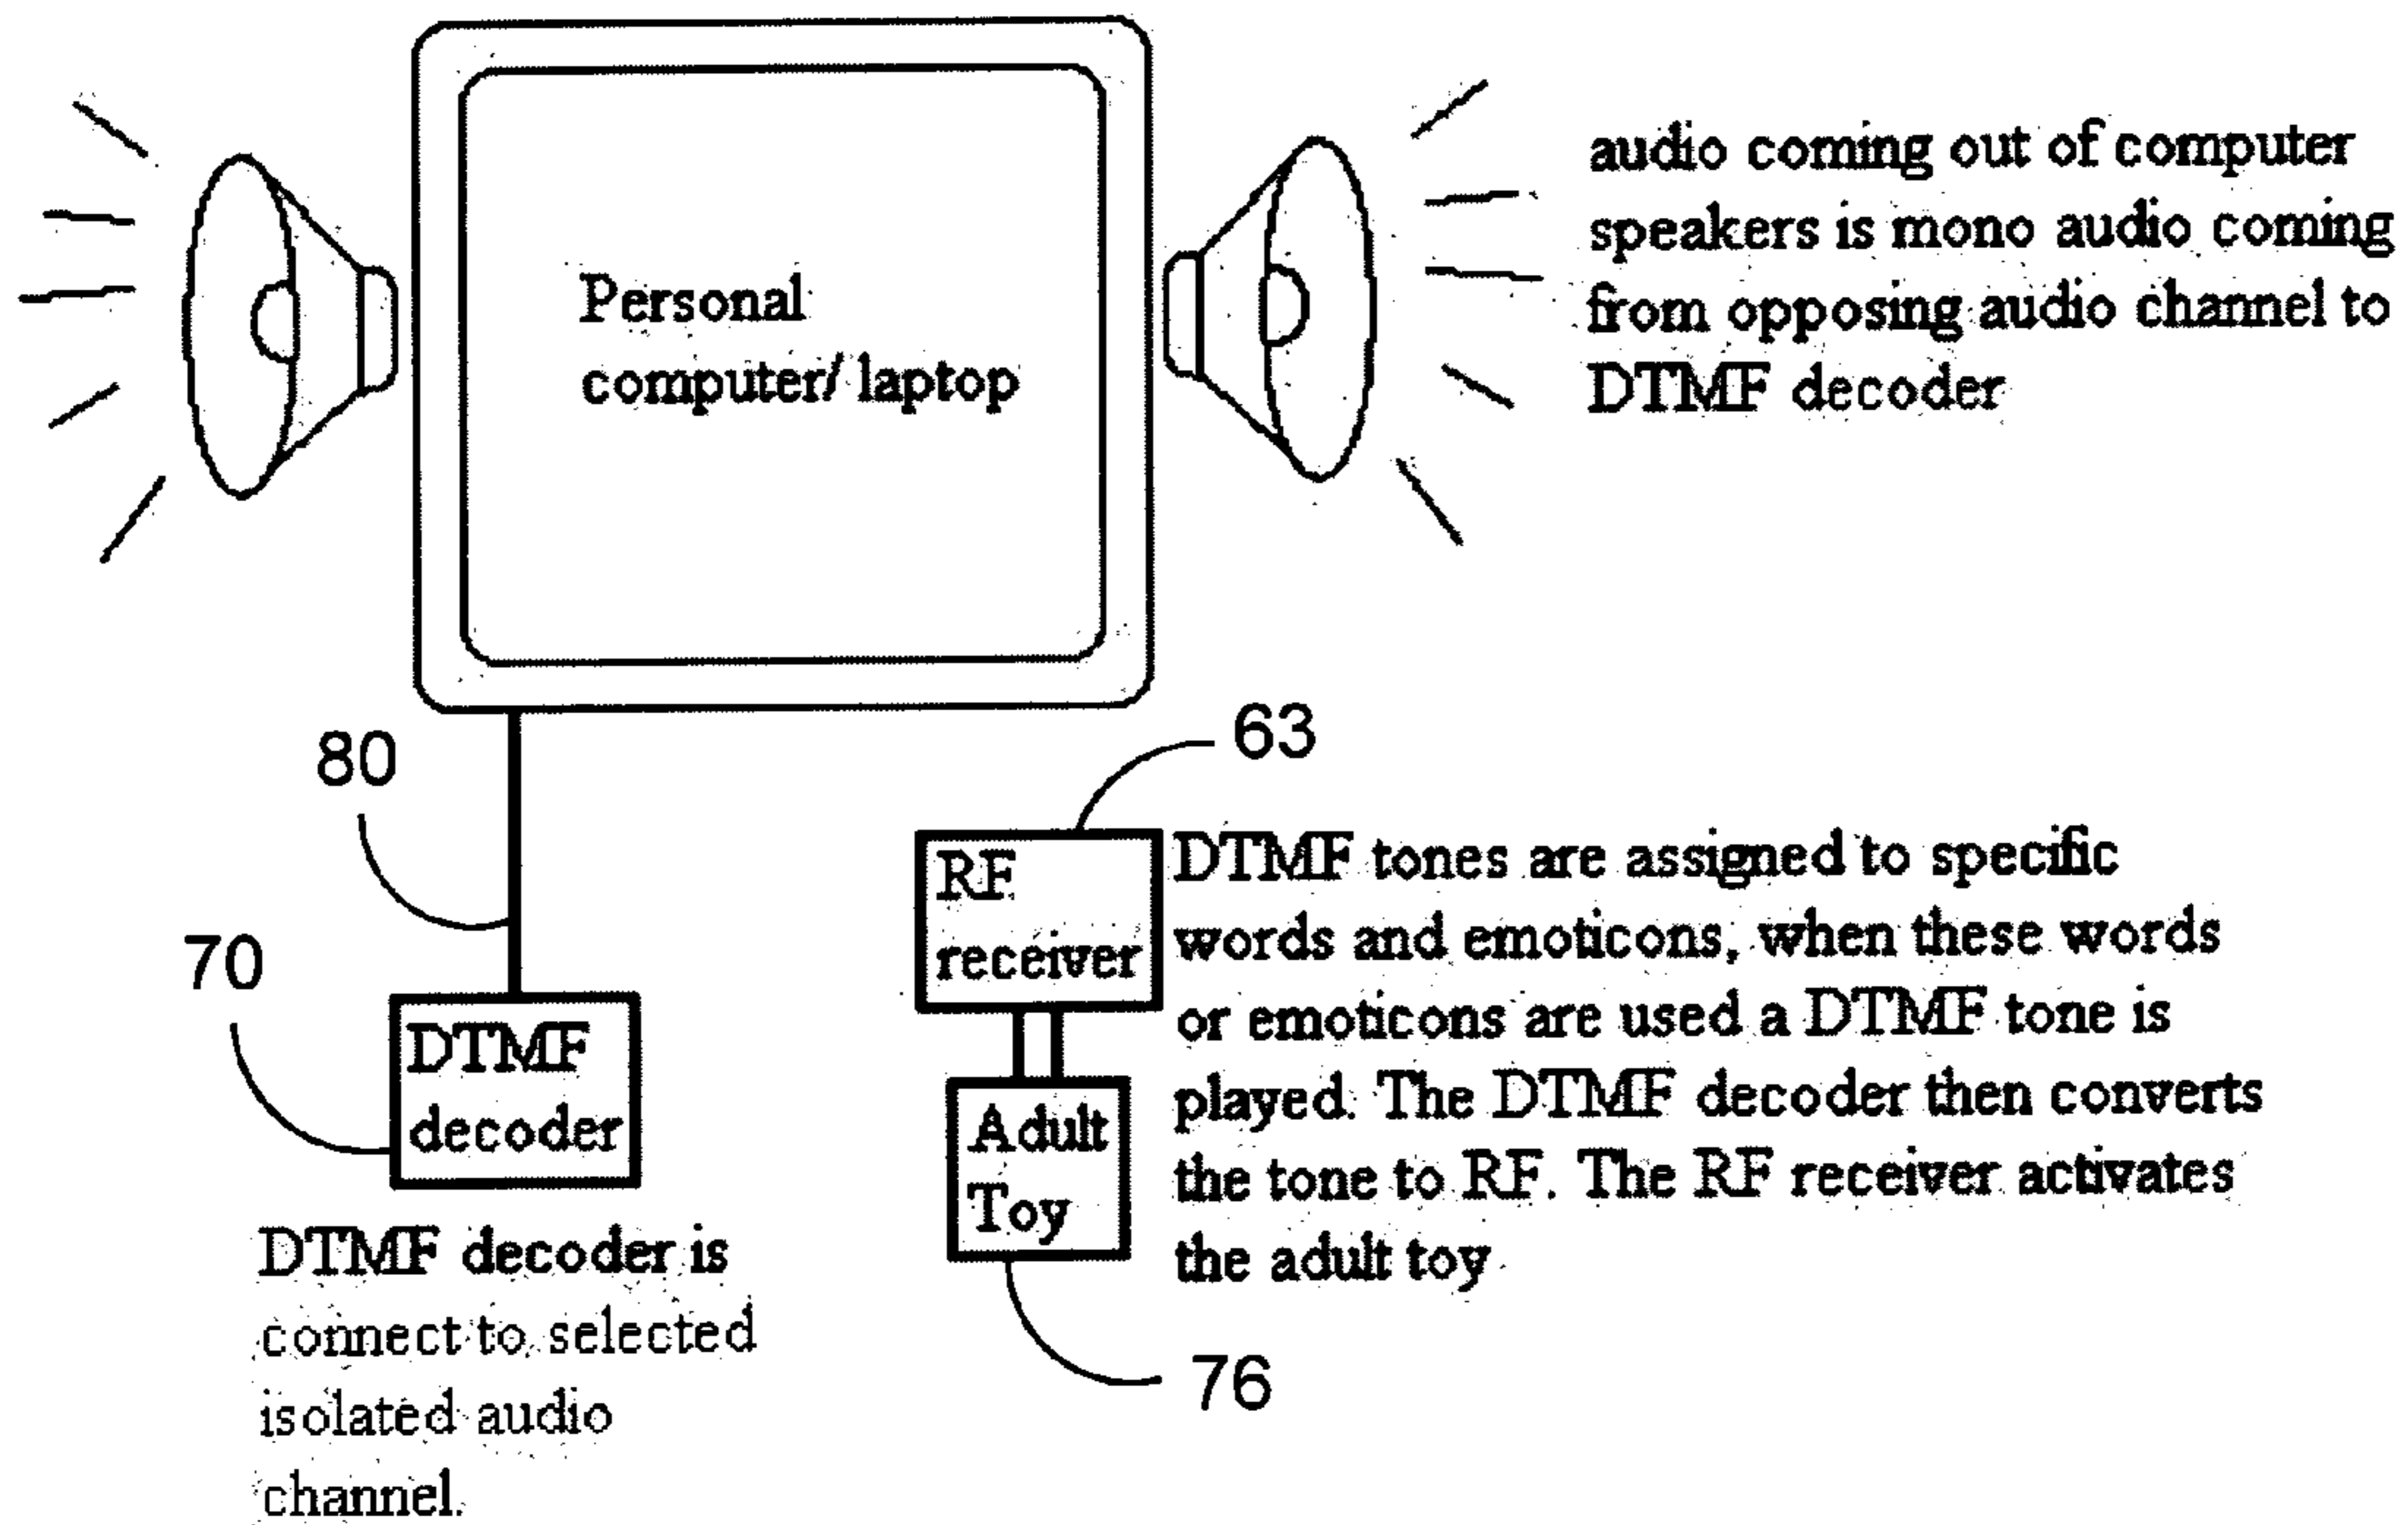 audio coming out of computer
speakers is mono audio coming
from opposing audio channel to
DTMF decoder
Personal
computer/ laptop
80
63
70
RF
receiver
DTMF tones are assigned to specific
words and emoticons, when these words
or emoticons are used a DTMF tone is
played. The DTMF decoder then converts
the tone to RF. The RF receiver activates
the adult toy
DTMF
decoder
Adult
Toy
76
DTMF decoder is
connect to selected
isolated audio
channel.